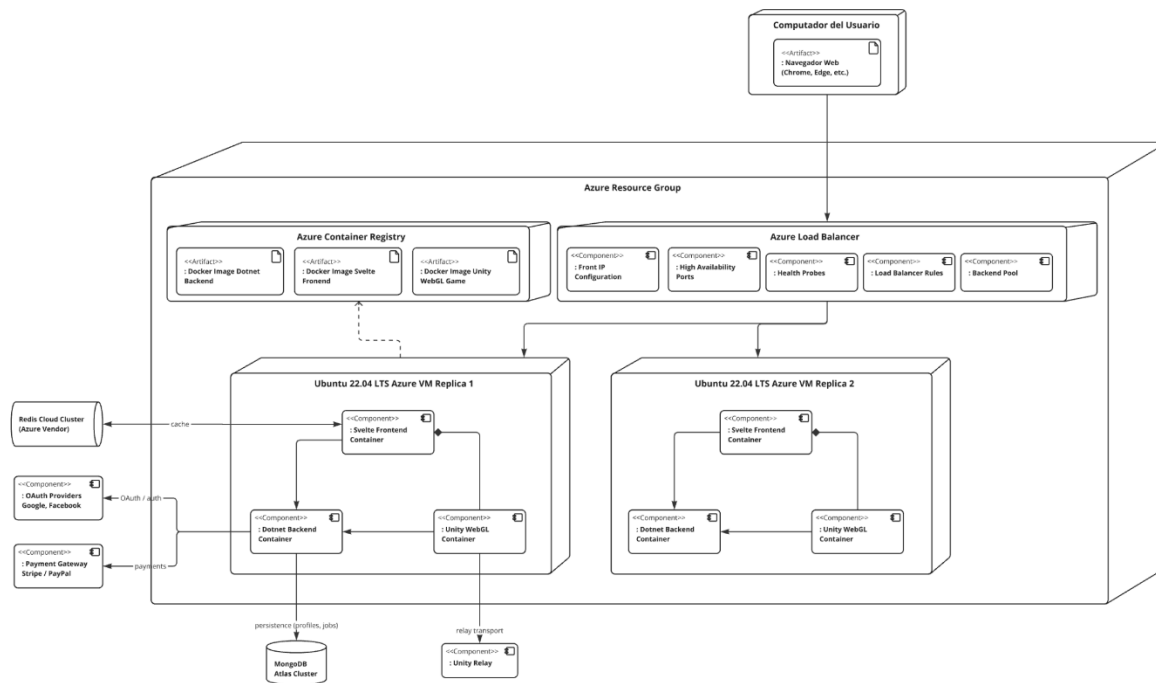 Computador del Usuario
<<Artifact>>
: Navegador Web
(Chrome, Edge, etc.)
Azure Resource Group
Azure Container Registry
<<Artifact>>
: Docker Image Dotnet
Backend
<<Artifact>>
: Docker Image Svelte
Fronend
<<Artifact>>
: Docker Image Unity
WebGL Game
Azure Load Balancer
<<Component>>
: Front IP
Configuration
<<Component>>
: High Availability
Ports
<<Component>>
: Health Probes
<<Component>>
: Load Balancer Rules
<<Component>>
: Backend Pool
Ubuntu 22.04 LTS Azure VM Replica 1
<<Component>>
: Svelte Frontend
Container
<<Component>>
: Dotnet Backend
Container
<<Component>>
: Unity WebGL
Container
Ubuntu 22.04 LTS Azure VM Replica 2
<<Component>>
: Svelte Frontend
Container
<<Component>>
: Dotnet Backend
Container
<<Component>>
: Unity WebGL
Container
Redis Cloud Cluster
(Azure Vendor)
cache
<<Component>>
: OAuth Providers
Google, Facebook
OAuth / auth
<<Component>>
: Payment Gateway
Stripe / PayPal
payments
persistence (profiles, jobs)
relay transport
MongoDB
Atlas Cluster
<<Component>>
: Unity Relay